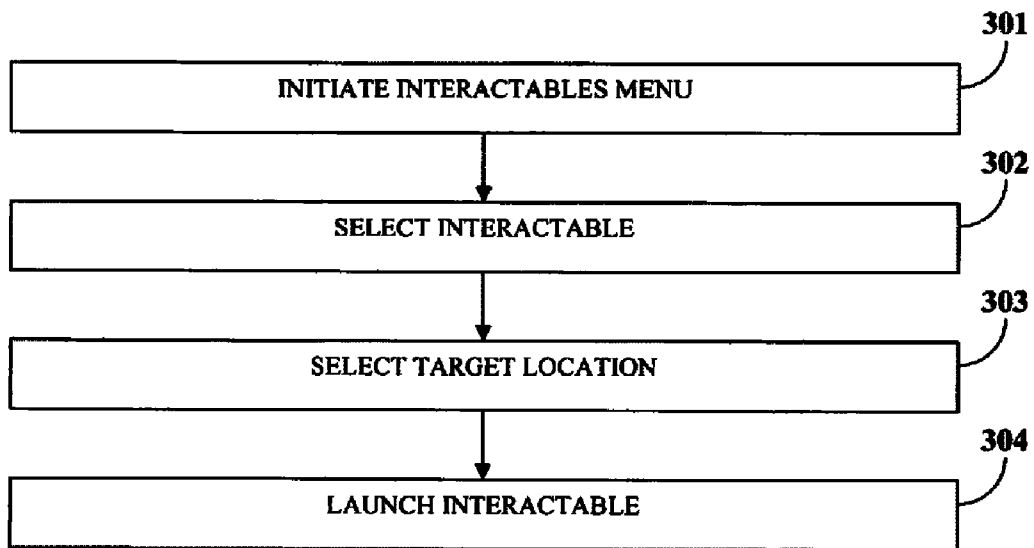 301
INITIATE INTERACTABLES MENU
302
SELECT INTERACTABLE
303
SELECT TARGET LOCATION
304
LAUNCH INTERACTABLE